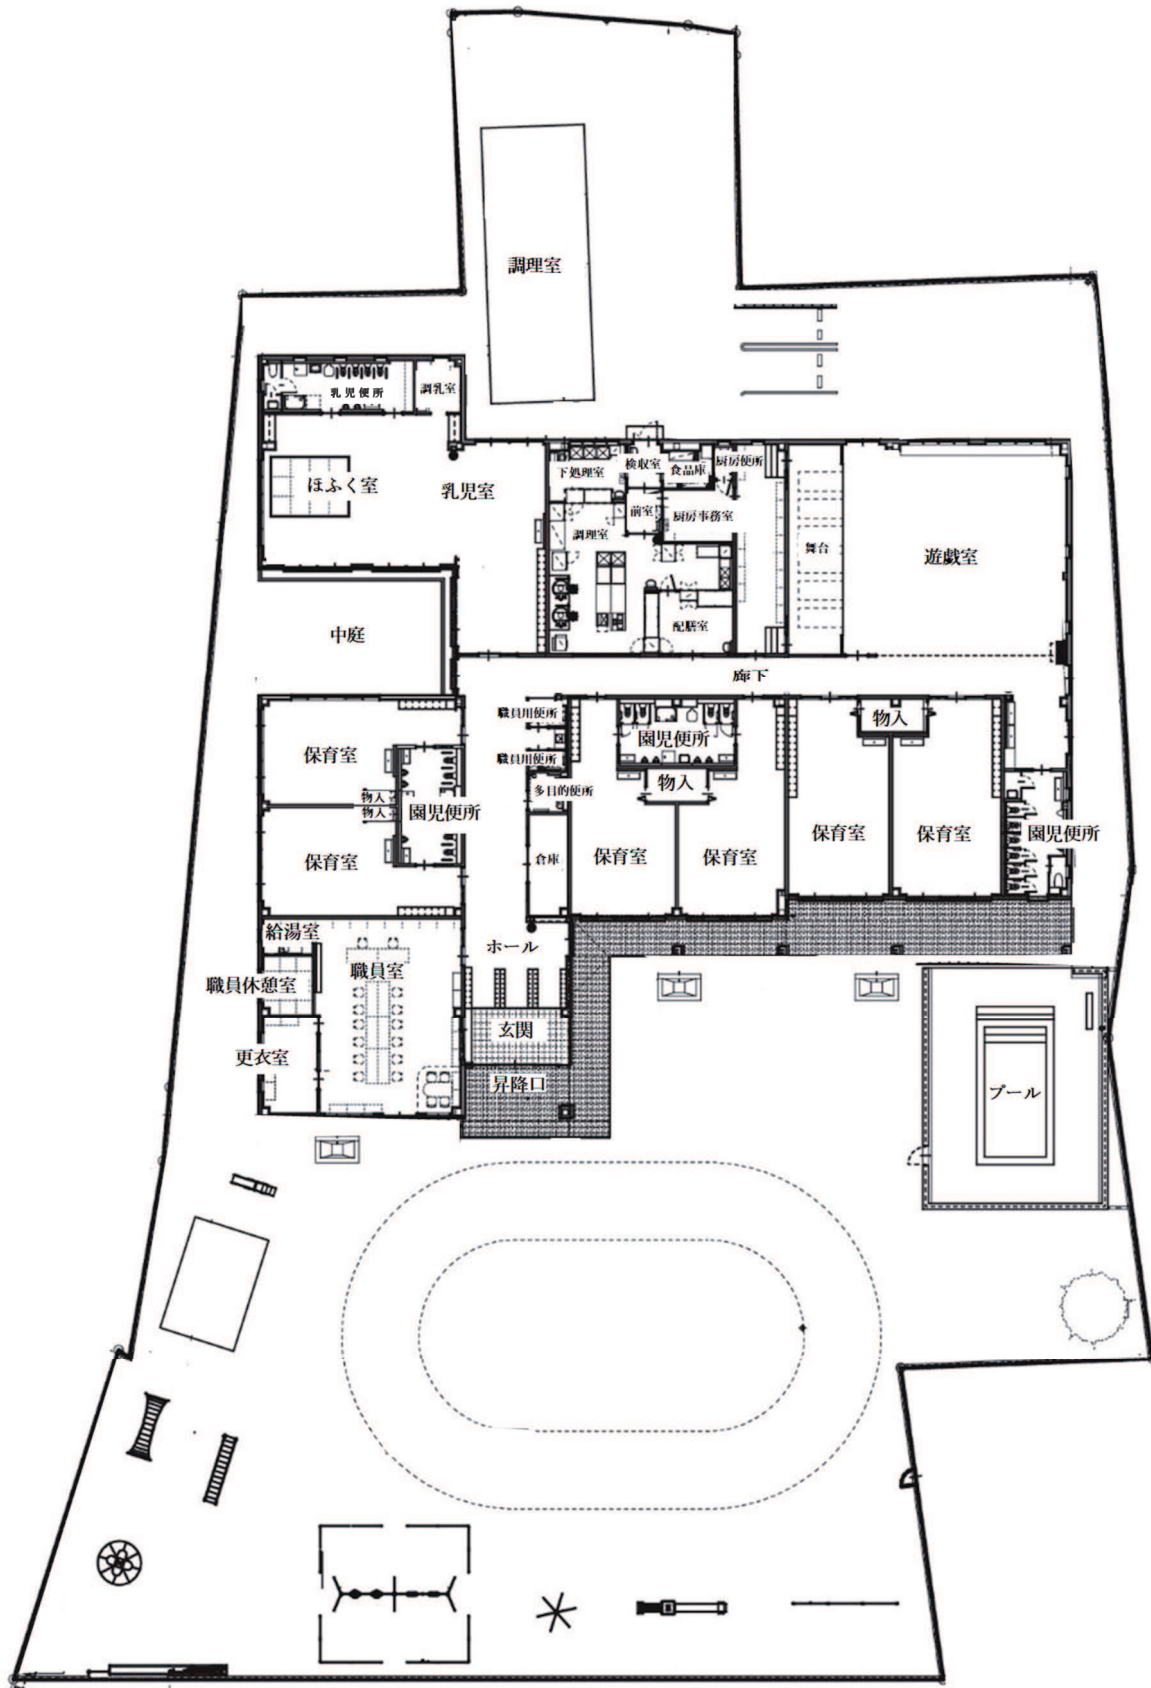 調理室
乳児便所
調乳室
ほふく室
乳児室
下処理室
検収室
食品庫
厨房便所
前室
厨房事務室
調理室
舞台
遊戯室
配膳室
中庭
廊下
職員用便所
職員用便所
多目的便所
倉庫
保育室
物入
物入
園児便所
保育室
園児便所
物入
保育室
保育室
物入
保育室
保育室
園児便所
給湯室
職員休憩室
職員室
更衣室
ホール
玄関
昇降口
プール